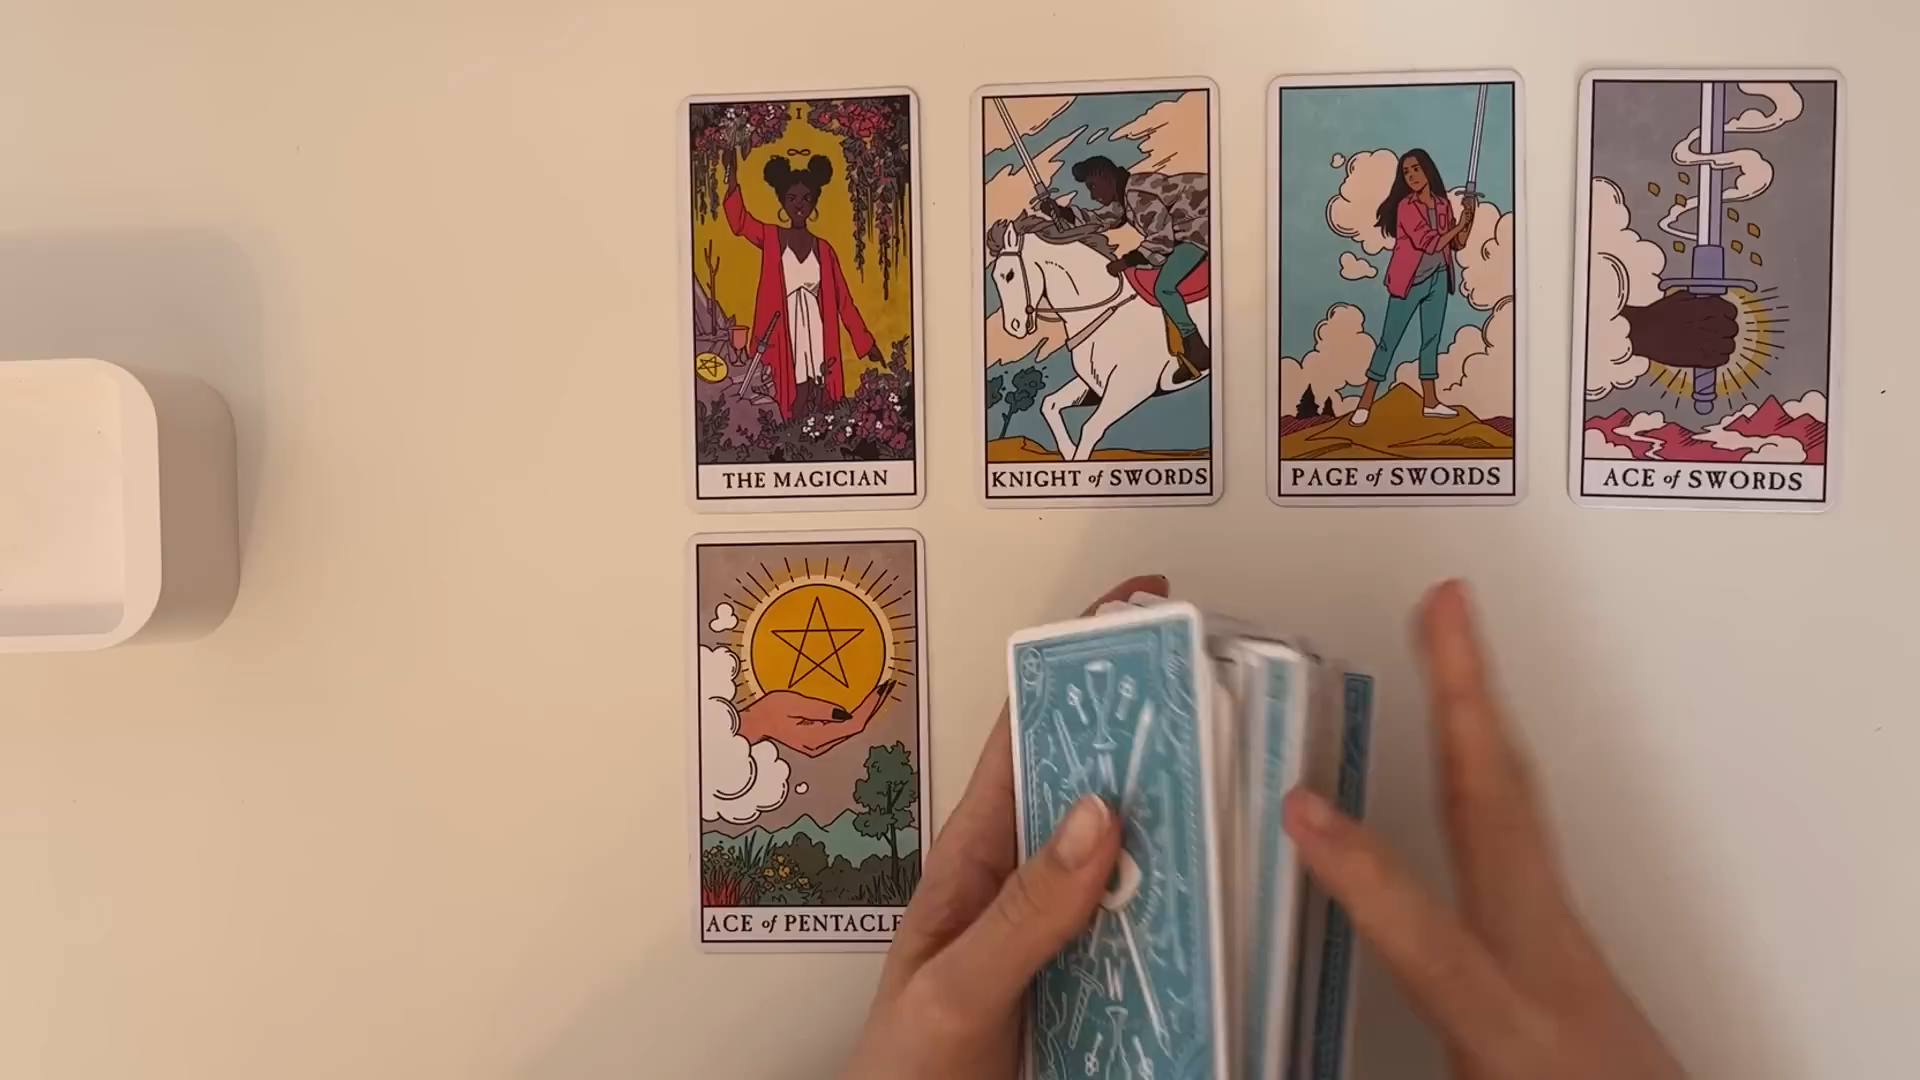 I
THE MAGICIAN
KNIGHT of SWORDS
PAGE of SWORDS
ACE of SWORDS
ACE of PENTACLE